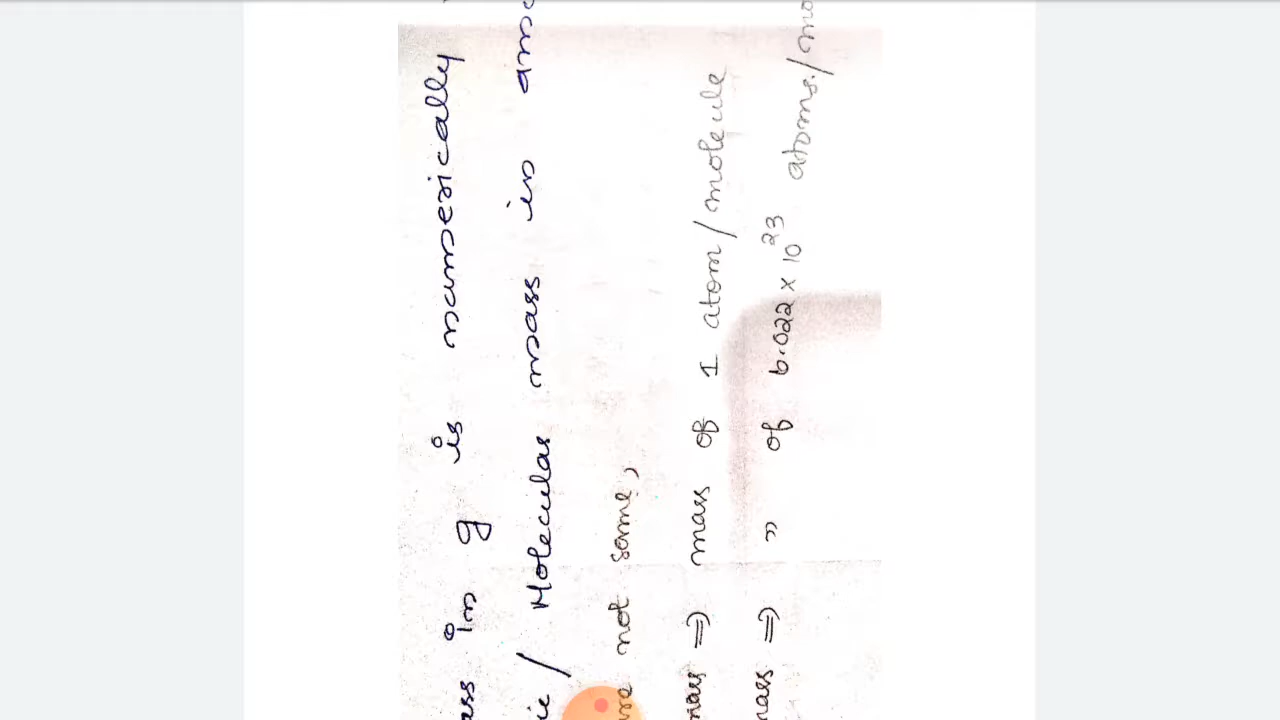 ass in g is numerically
ic / Molecular mass in am
are not same,
mass ⇒ mass of 1 atom/molecule
mass ⇒ " of 6.022 x 10²³ atoms/mo